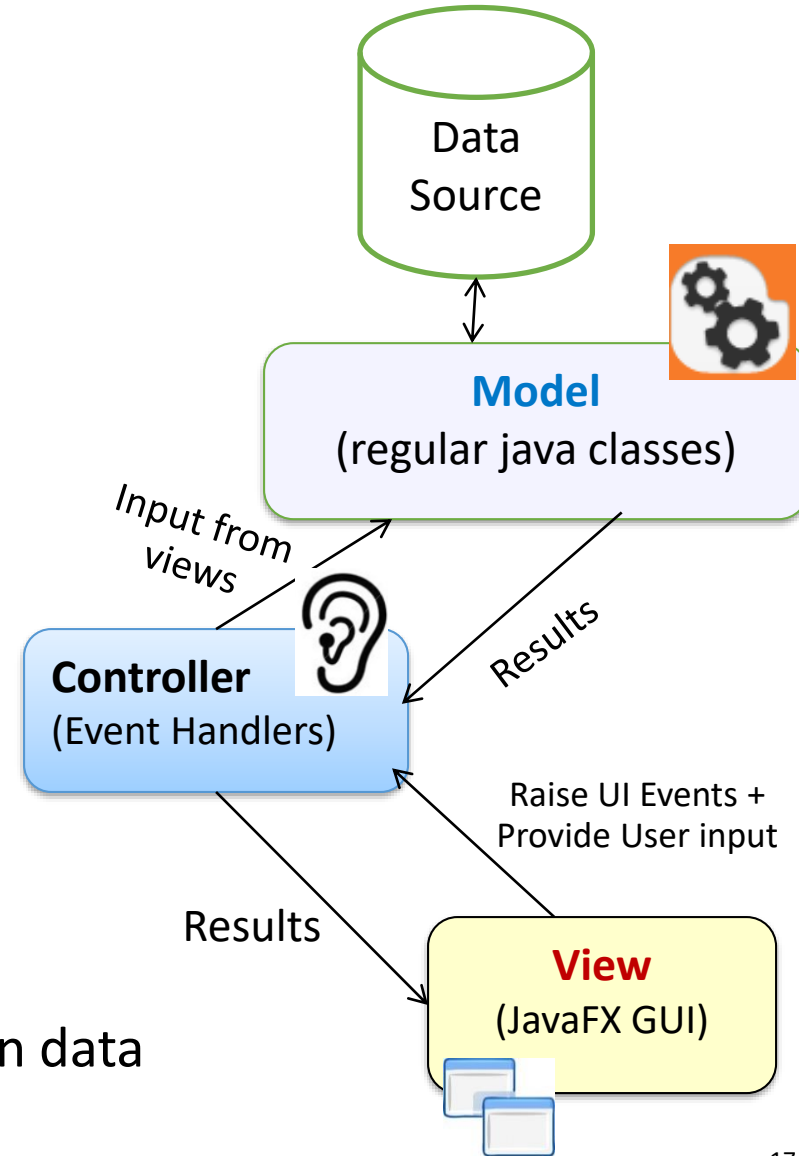 Data
Source
Model
(regular java classes)
Input from
views
Results
Controller
(Event Handlers)
Raise UI Events +
Provide User input
Results
View
(JavaFX GUI)
n data
17